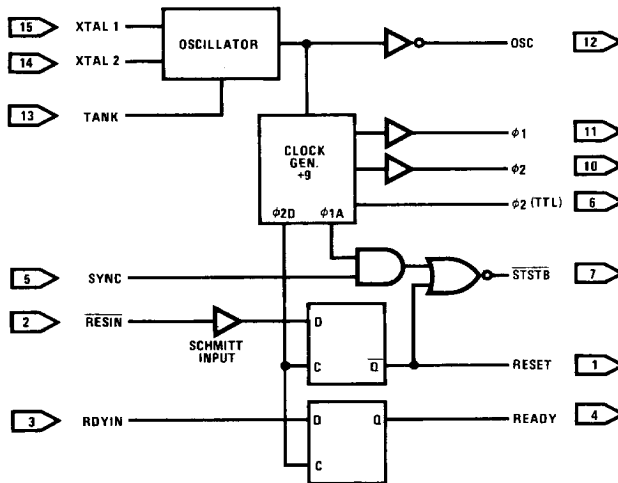 15 XTAL 1
OSCILLATOR
OSC 12
14 XTAL 2
13 TANK
CLOCK
GEN.
÷9
ϕ1 11
ϕ2 10
ϕ2 (TTL) 6
ϕ2D ϕ1A
5 SYNC
STSTB 7
2 RESIN
D
SCHMITT
INPUT
C Q
RESET 1
3 RDYIN
D Q
READY 4
C